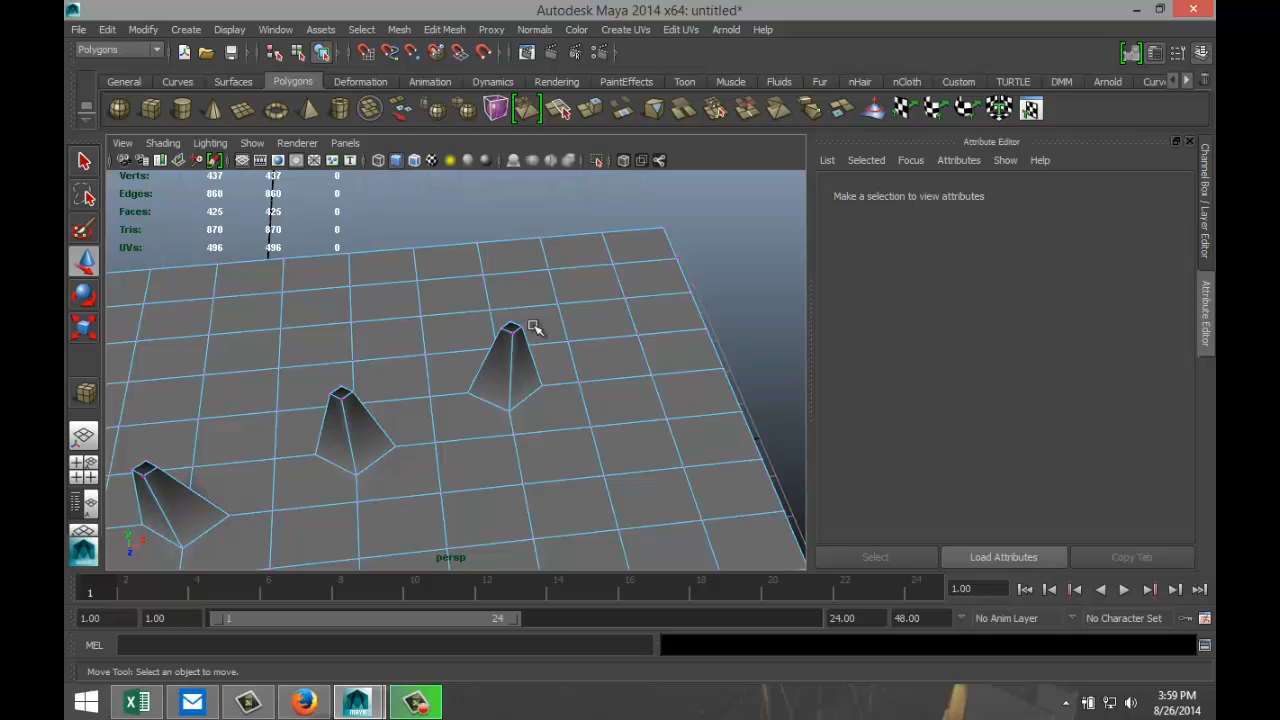 Autodesk Maya 2014 x64: untitled*
File Edit Modify Create Display Window Assets Select Mesh Edit Mesh Proxy Normals Color Create UVs Edit UVs Arnold Help
Polygons
General Curves Surfaces Polygons Deformation Animation Dynamics Rendering PaintEffects Toon Muscle Fluids Fur nHair nCloth Custom TURTLE DMM Arnold Curv
View Shading Lighting Show Renderer Panels
Attribute Editor
List Selected Focus Attributes Show Help
Make a selection to view attributes
Verts: 437 437 0
Edges: 860 860 0
Faces: 425 425 0
Tris: 870 870 0
UVs: 496 496 0
Channel Box / Layer Editor
Attribute Editor
y
x
z
persp
Select Load Attributes Copy Tab
2 4 6 8 10 12 14 16 18 20 22 24
1
1.00
1.00 1.00 1 24 24.00 48.00 No Anim Layer No Character Set
MEL
Move Tool: Select an object to move.
MAYA
3:59 PM
8/26/2014